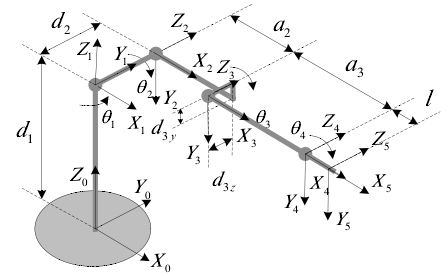 d₂
Z₂
a₂
Z₁
Y₁
X₂
Z₃
a₃
θ₂
l
d₁
θ₁
X₁
Y₂
d₃y
θ₃
X₃
θ₄
Z₄
Z₅
Y₃
d₃z
Z₀
Y₀
X₄
X₅
Y₄
Y₅
X₀